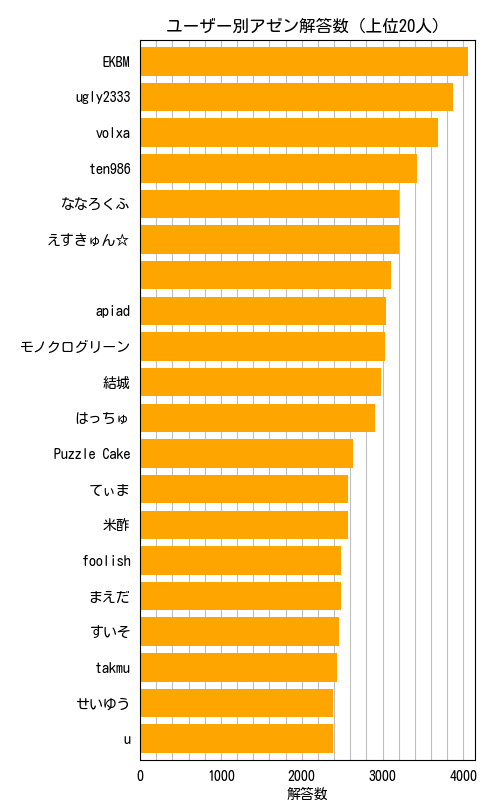 ユーザー別アゼン解答数 (上位20人)
EKBM
ugly2333
volxa
ten986
ななろくふ
えすきゅん☆
apiad
モノクログリーン
結城
はっちゅ
Puzzle Cake
てぃま
米酢
foolish
まえだ
すいそ
takmu
せいゆう
u
0 1000 2000 3000 4000
解答数